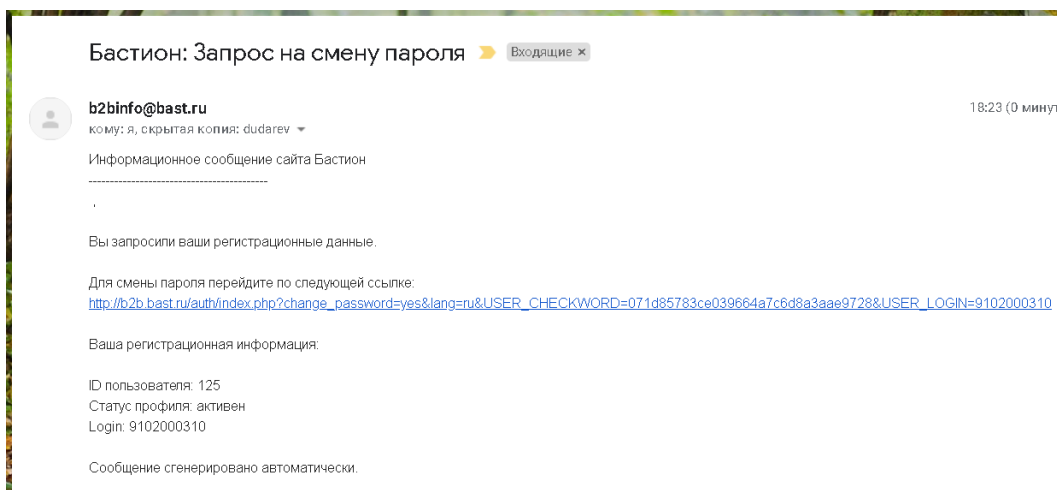 Бастион: Запрос на смену пароля Входящие ×
b2binfo@bast.ru 18:23 (0 минут
кому: я, скрытая копия: dudarev
Информационное сообщение сайта Бастион
------------------------------------------
,
Вы запросили ваши регистрационные данные.
Для смены пароля перейдите по следующей ссылке:
http://b2b.bast.ru/auth/index.php?change_password=yes&lang=ru&USER_CHECKWORD=071d85783ce039664a7c6d8a3aae9728&USER_LOGIN=9102000310
Ваша регистрационная информация:
ID пользователя: 125
Статус профиля: активен
Login: 9102000310
Сообщение сгенерировано автоматически.